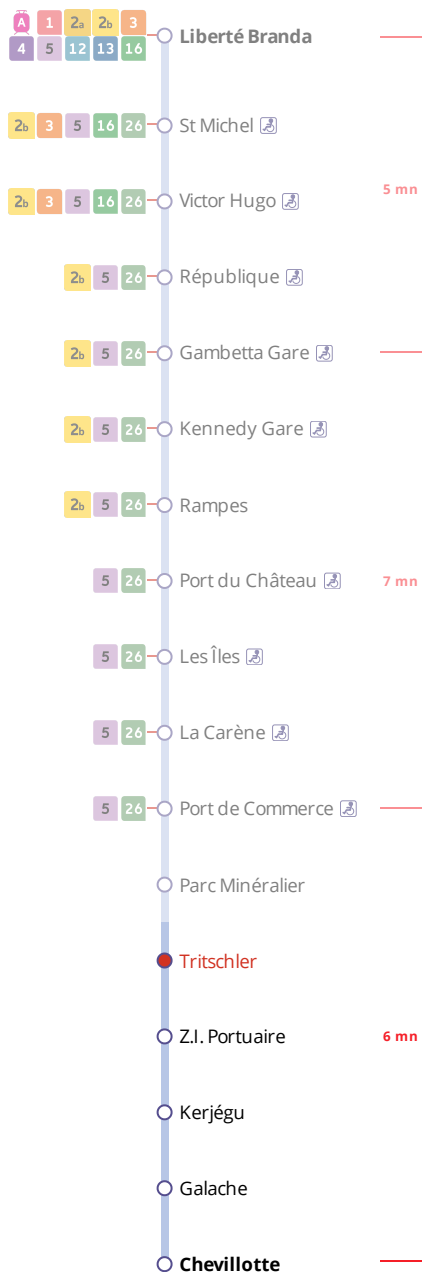 A 1 2a 2b 3
4 5 12 13 16
Liberté Branda
2b 3 5 16 26 St Michel
5 mn
2b 3 5 16 26 Victor Hugo
2b 5 26 République
2b 5 26 Gambetta Gare
2b 5 26 Kennedy Gare
2b 5 26 Rampes
5 26 Port du Château 7 mn
5 26 Les Îles
5 26 La Carène
5 26 Port de Commerce
Parc Minéralier
Tritschler
Z.I. Portuaire 6 mn
Kerjégu
Galache
Chevillotte